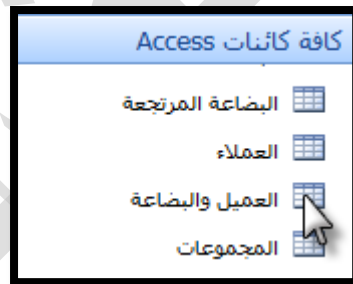 كافة كائنات Access
البضاعة المرتجعة
العملاء
العميل والبضاعة
المجموعات